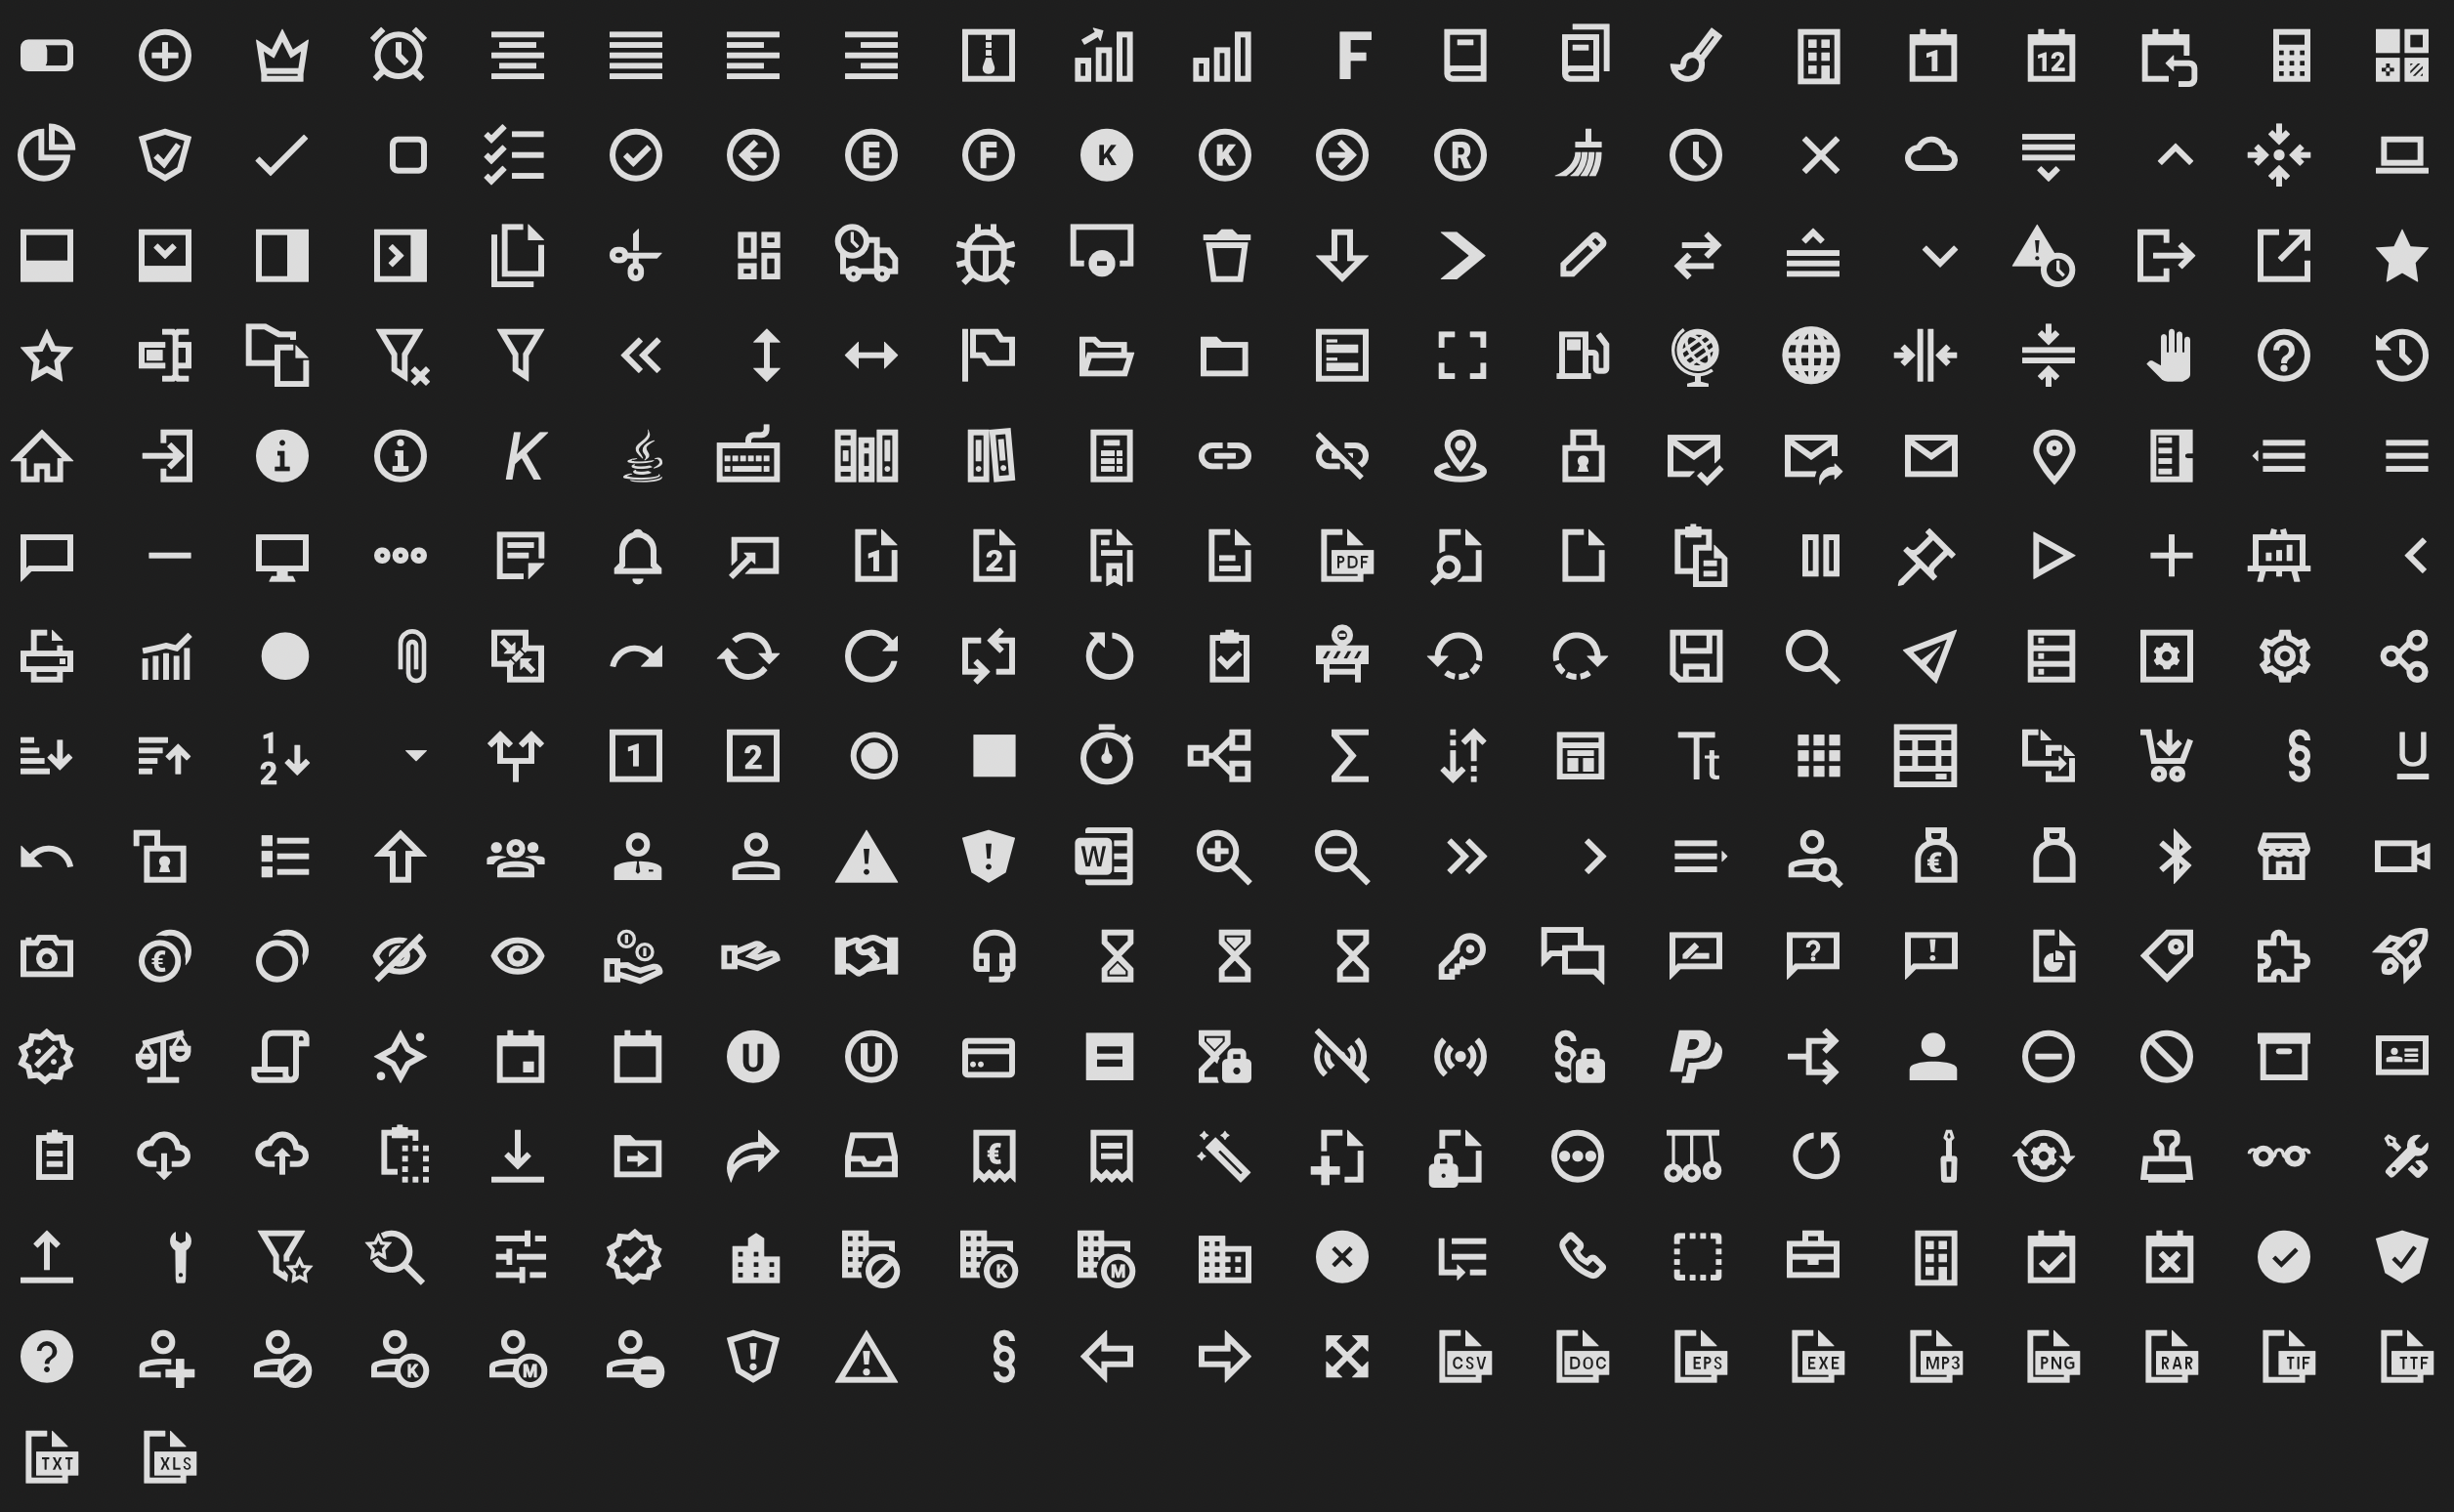 F 1 12
E F K K R
i i K
1 2 PDF
1 2 1 2 Tt § U
W €
€ ? !
U U §
€
K M
? K M § CSV DOC EPS EXE MP3 PNG RAR TIF TTF
TXT XLS